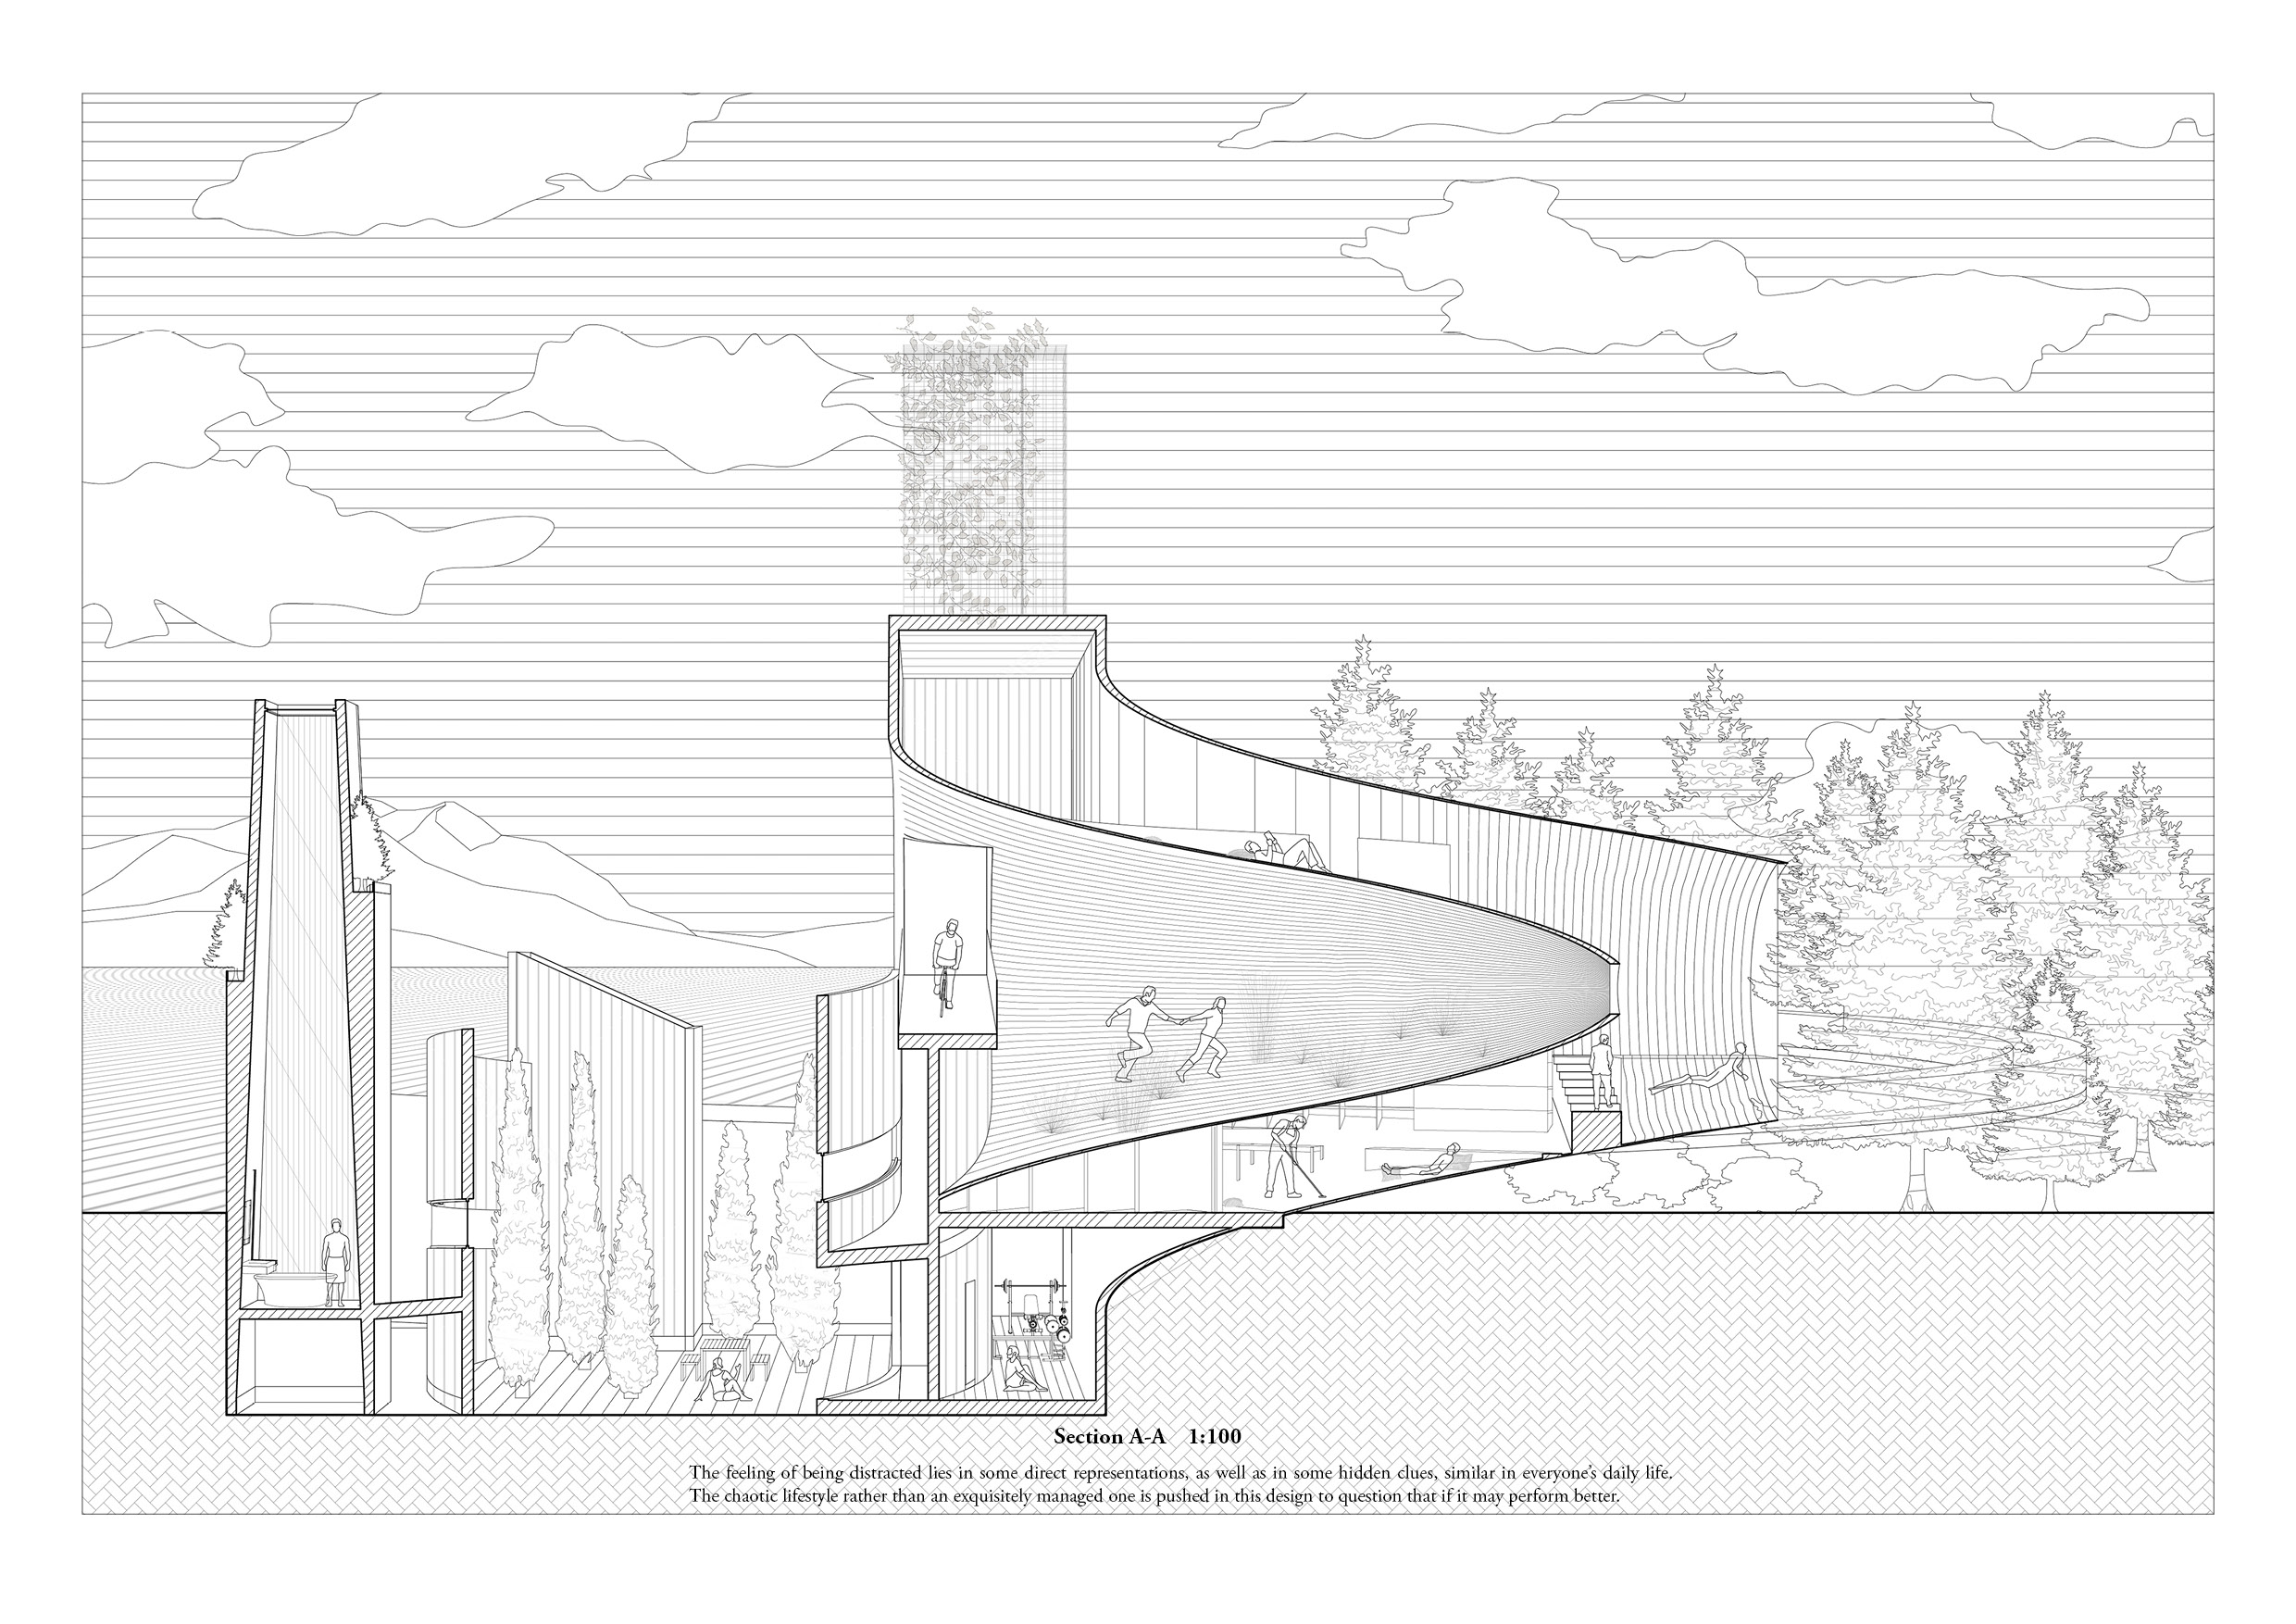 Section A-A 1:100
The feeling of being distracted lies in some direct representations, as well as in some hidden clues, similar in everyone's daily life.
The chaotic lifestyle rather than an exquisitely managed one is pushed in this design to question that if it may perform better.